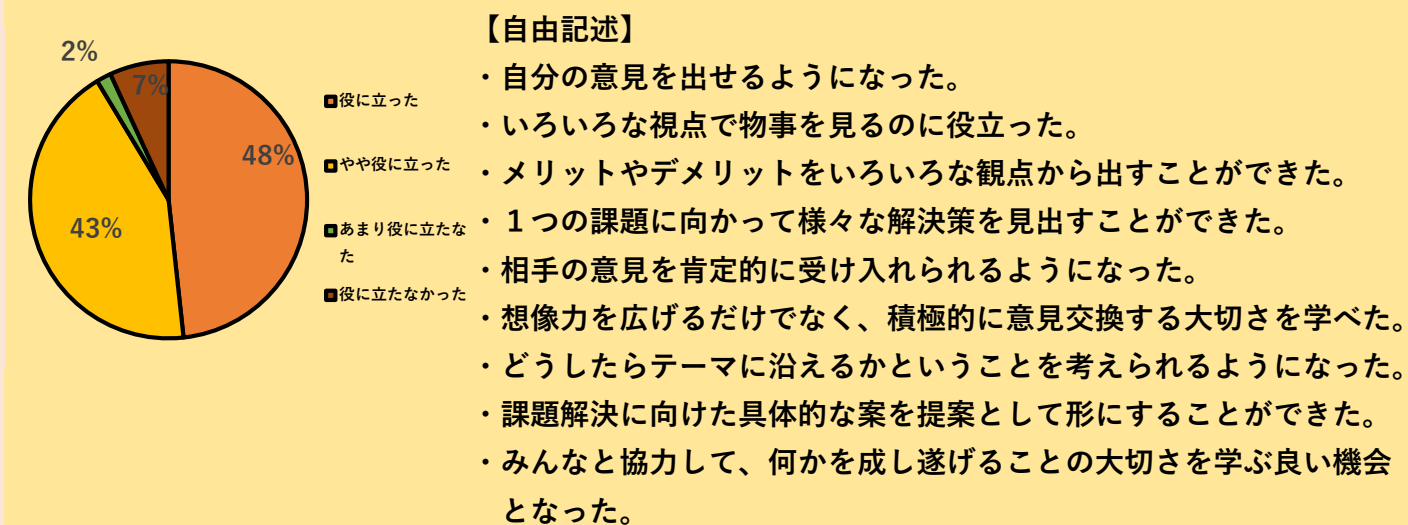 2%
7%
48%
43%
■役に立った
■やや役に立った
■あまり役に立たな
た
■役に立たなかった
【自由記述】
・自分の意見を出せるようになった。
・いろいろな視点で物事を見るのに役立った。
・メリットやデメリットをいろいろな観点から出すことができた。
・１つの課題に向かって様々な解決策を見出すことができた。
・相手の意見を肯定的に受け入れられるようになった。
・想像力を広げるだけでなく、積極的に意見交換する大切さを学べた。
・どうしたらテーマに沿えるかということを考えられるようになった。
・課題解決に向けた具体的な案を提案として形にすることができた。
・みんなと協力して、何かを成し遂げることの大切さを学ぶ良い機会
となった。